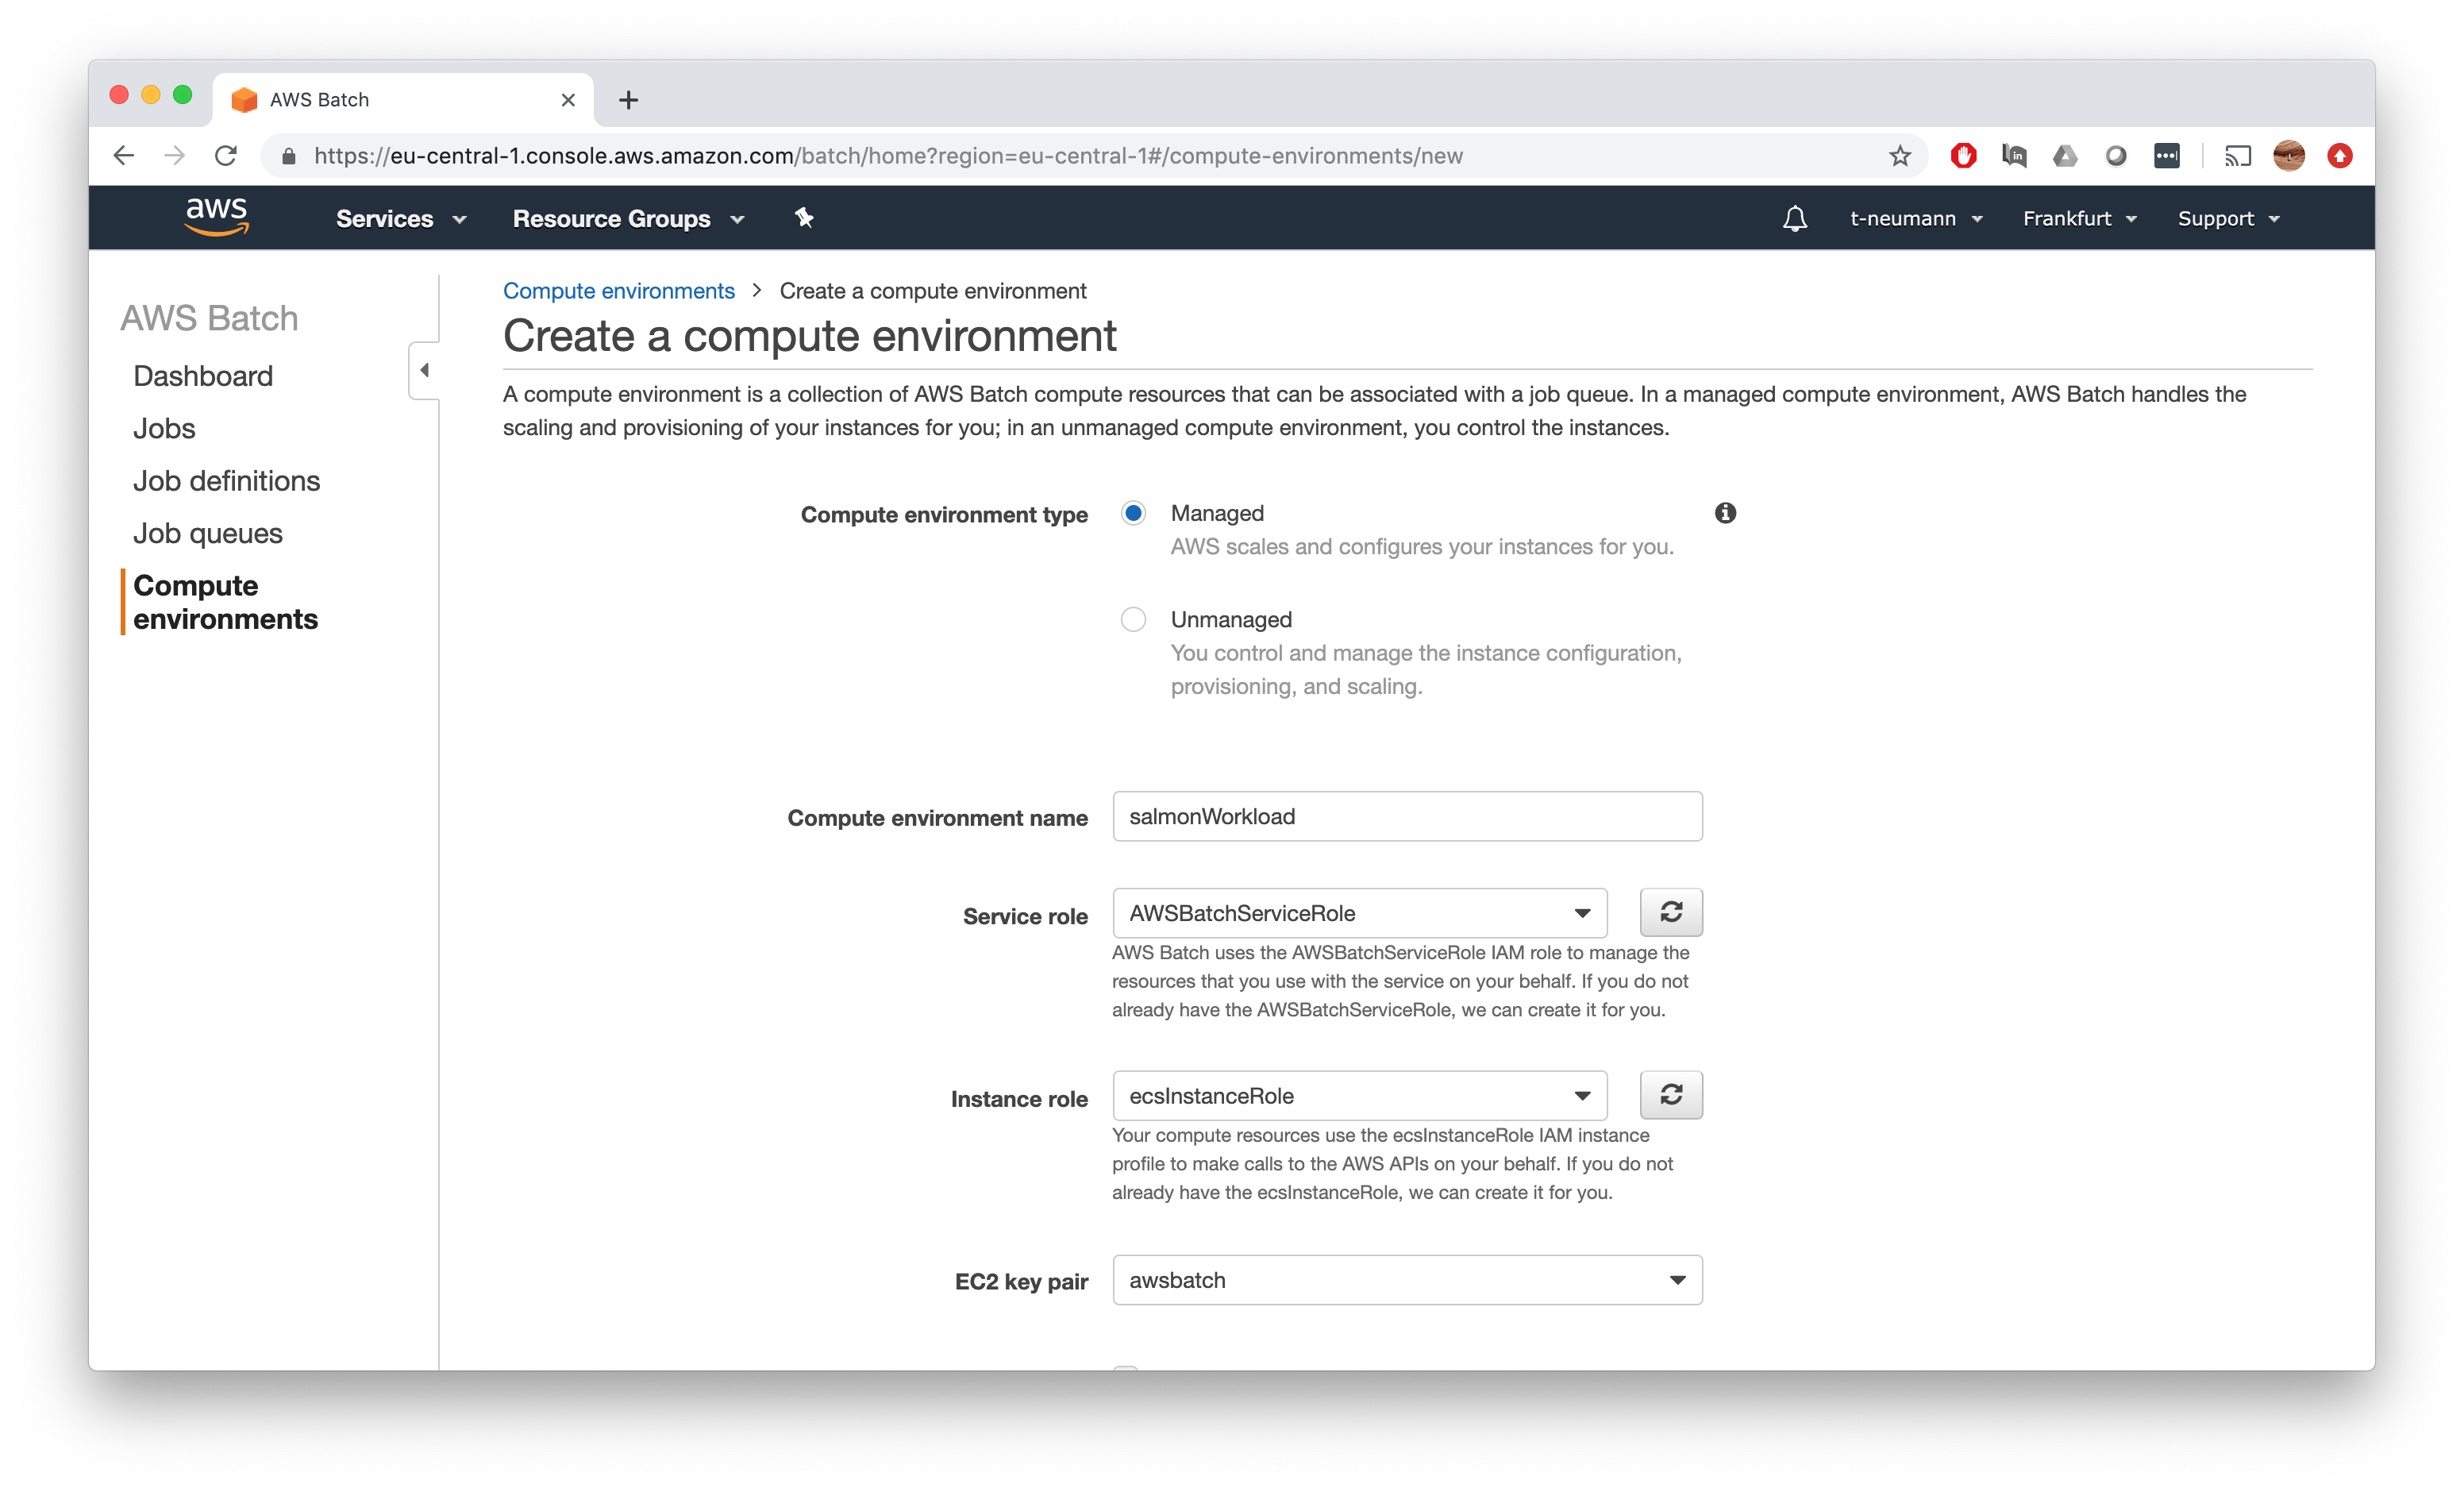 AWS Batch
https://eu-central-1.console.aws.amazon.com/batch/home?region=eu-central-1#/compute-environments/new
aws
Services
Resource Groups
t-neumann
Frankfurt
Support
AWS Batch
Dashboard
Jobs
Job definitions
Job queues
Compute
environments
Compute environments > Create a compute environment
Create a compute environment
A compute environment is a collection of AWS Batch compute resources that can be associated with a job queue. In a managed compute environment, AWS Batch handles the
scaling and provisioning of your instances for you; in an unmanaged compute environment, you control the instances.
Compute environment type
Managed
AWS scales and configures your instances for you.
Unmanaged
You control and manage the instance configuration,
provisioning, and scaling.
Compute environment name
salmonWorkload
Service role
AWSBatchServiceRole
AWS Batch uses the AWSBatchServiceRole IAM role to manage the
resources that you use with the service on your behalf. If you do not
already have the AWSBatchServiceRole, we can create it for you.
Instance role
ecsInstanceRole
Your compute resources use the ecsInstanceRole IAM instance
profile to make calls to the AWS APIs on your behalf. If you do not
already have the ecsInstanceRole, we can create it for you.
EC2 key pair
awsbatch